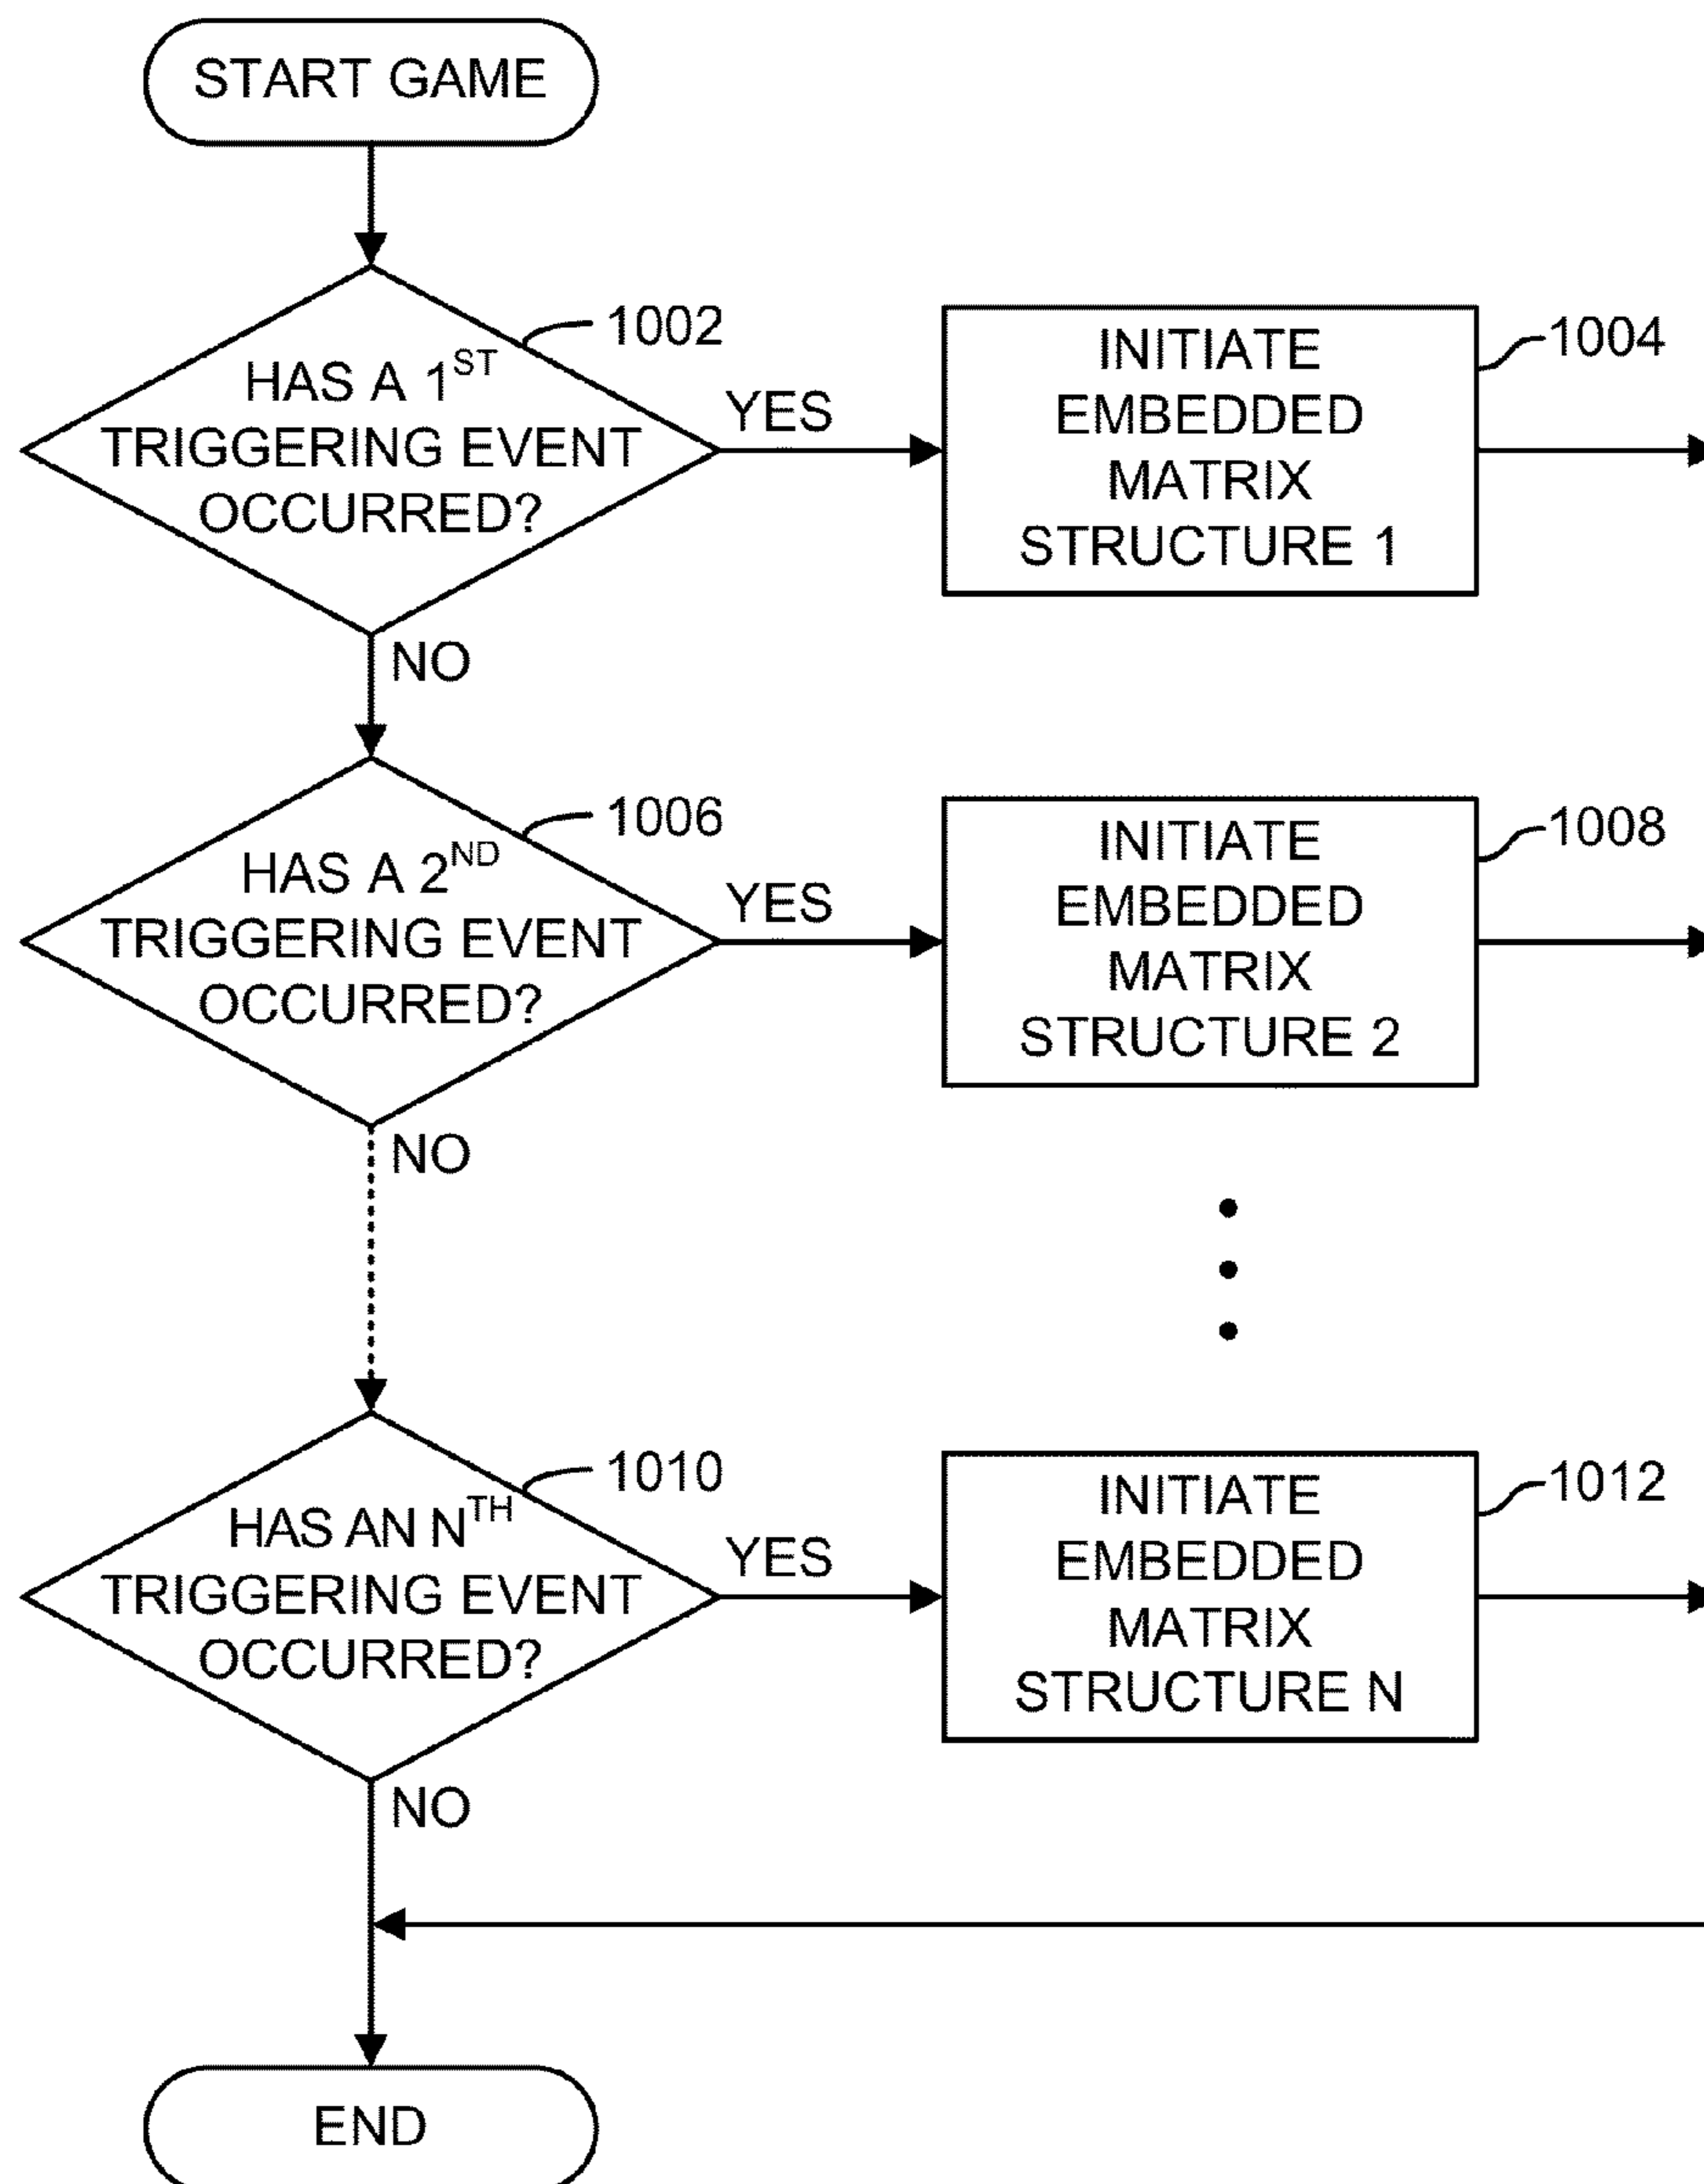 START GAME
1002
HAS A 1ST
TRIGGERING EVENT
OCCURRED?
YES
INITIATE
EMBEDDED
MATRIX
STRUCTURE 1
1004
NO
1006
HAS A 2ND
TRIGGERING EVENT
OCCURRED?
YES
INITIATE
EMBEDDED
MATRIX
STRUCTURE 2
1008
NO
1010
HAS AN NTH
TRIGGERING EVENT
OCCURRED?
YES
INITIATE
EMBEDDED
MATRIX
STRUCTURE N
1012
NO
END